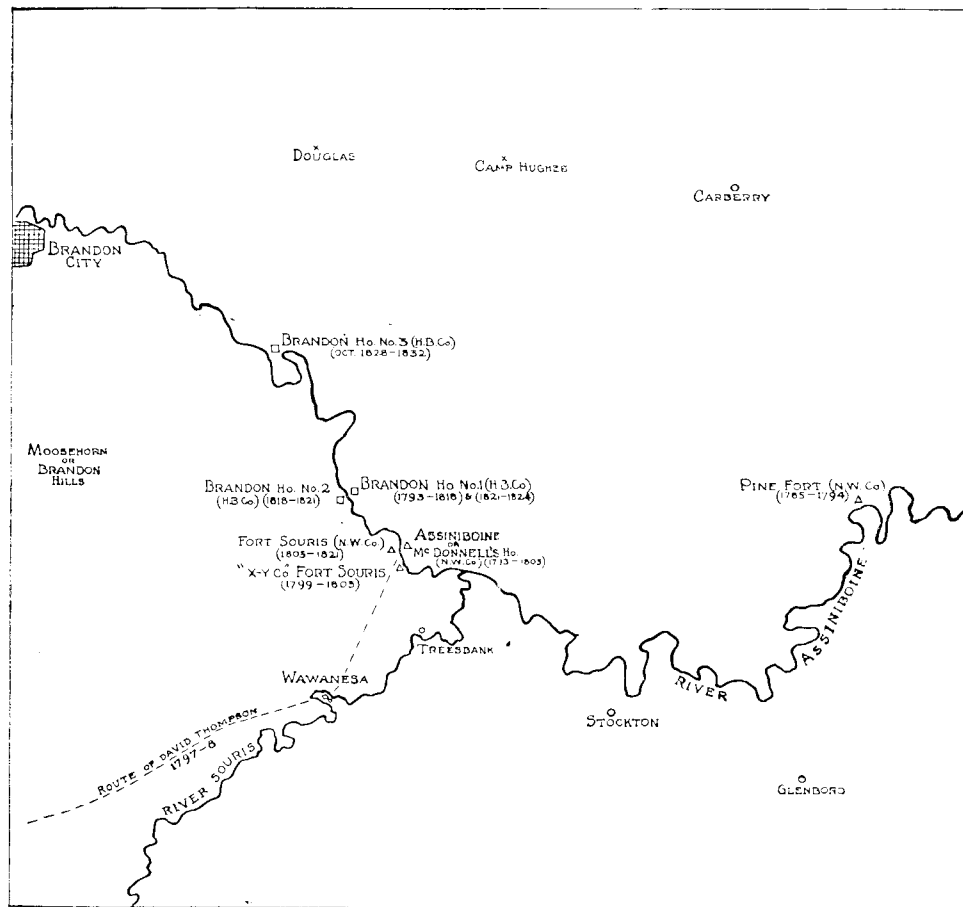 DOUGLAS
CAMP HUGHES
CARBERRY
BRANDON
CITY
BRANDON HO. NO. 3 (H.B.CO)
(OCT. 1828-1832)
MOOSEHORN
OR
BRANDON
HILLS
BRANDON HO. NO. 2
(H.B.CO) (1818-1821)
BRANDON HO. NO. 1 (H.B.CO)
(1793-1818) & (1821-1824)
PINE FORT (N.W. CO)
(1785-1794)
FORT SOURIS (N.W. CO.)
(1805-1821)
ASSINIBOINE
OR
MCDONNELL'S HO.
(N.W. CO)
"X-Y CO" FORT SOURIS
(1799-1805)
TREESBANK
WAWANESA
RIVER ASSINIBOINE
STOCKTON
ROUTE OF DAVID THOMPSON
1797-8
RIVER SOURIS
GLENBORO